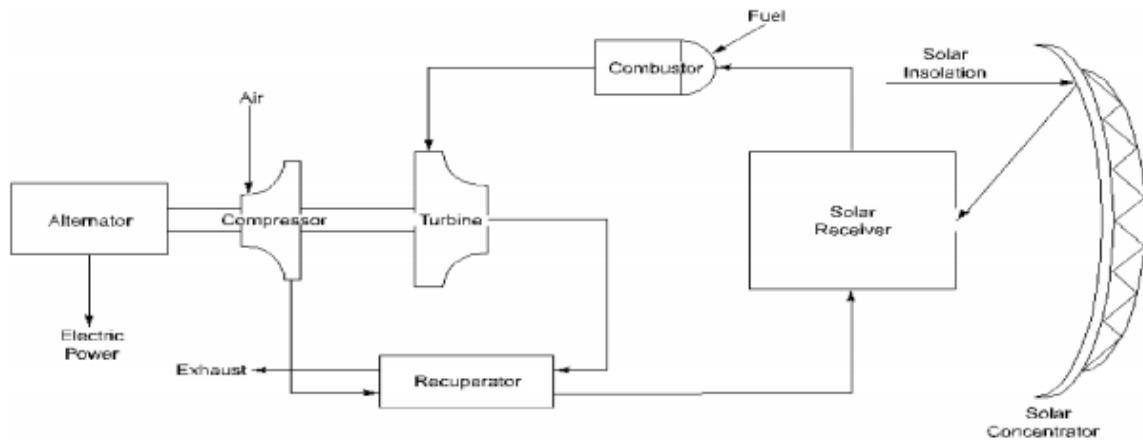 Fuel
Combustor
Solar
Insolation
Air
Alternator
Compressor
Turbine
Solar
Receiver
Electric
Power
Exhaust
Recuperator
Solar
Concentrator